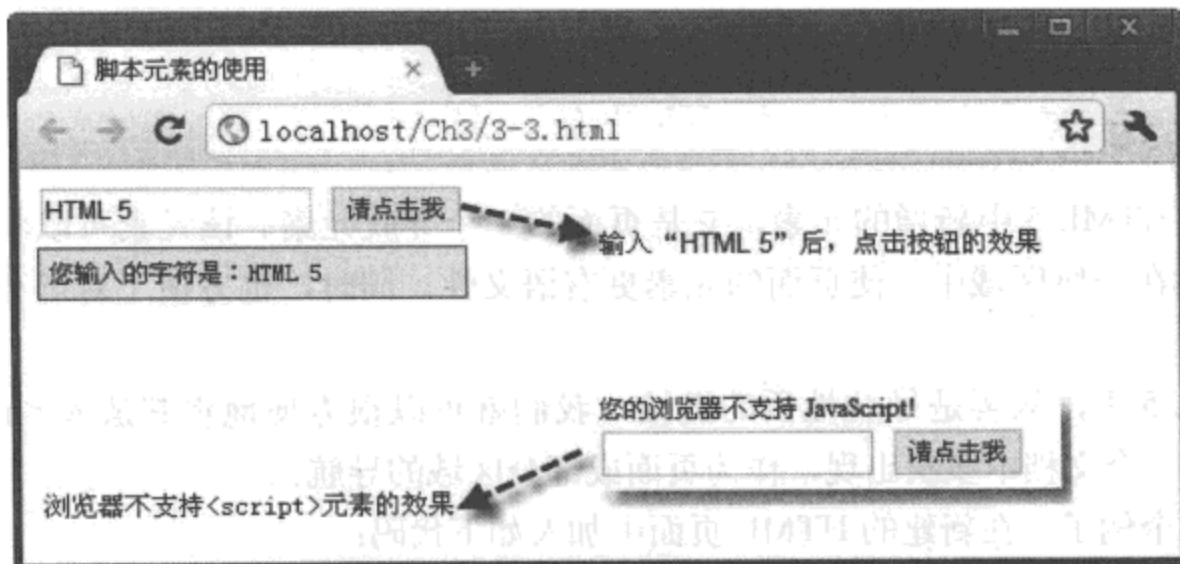 脚本元素的使用
localhost/Ch3/3-3.html
HTML 5 请点击我
输入“HTML 5”后，点击按钮的效果
您输入的字符是：HTML 5
您的浏览器不支持 JavaScript!
请点击我
浏览器不支持<script>元素的效果